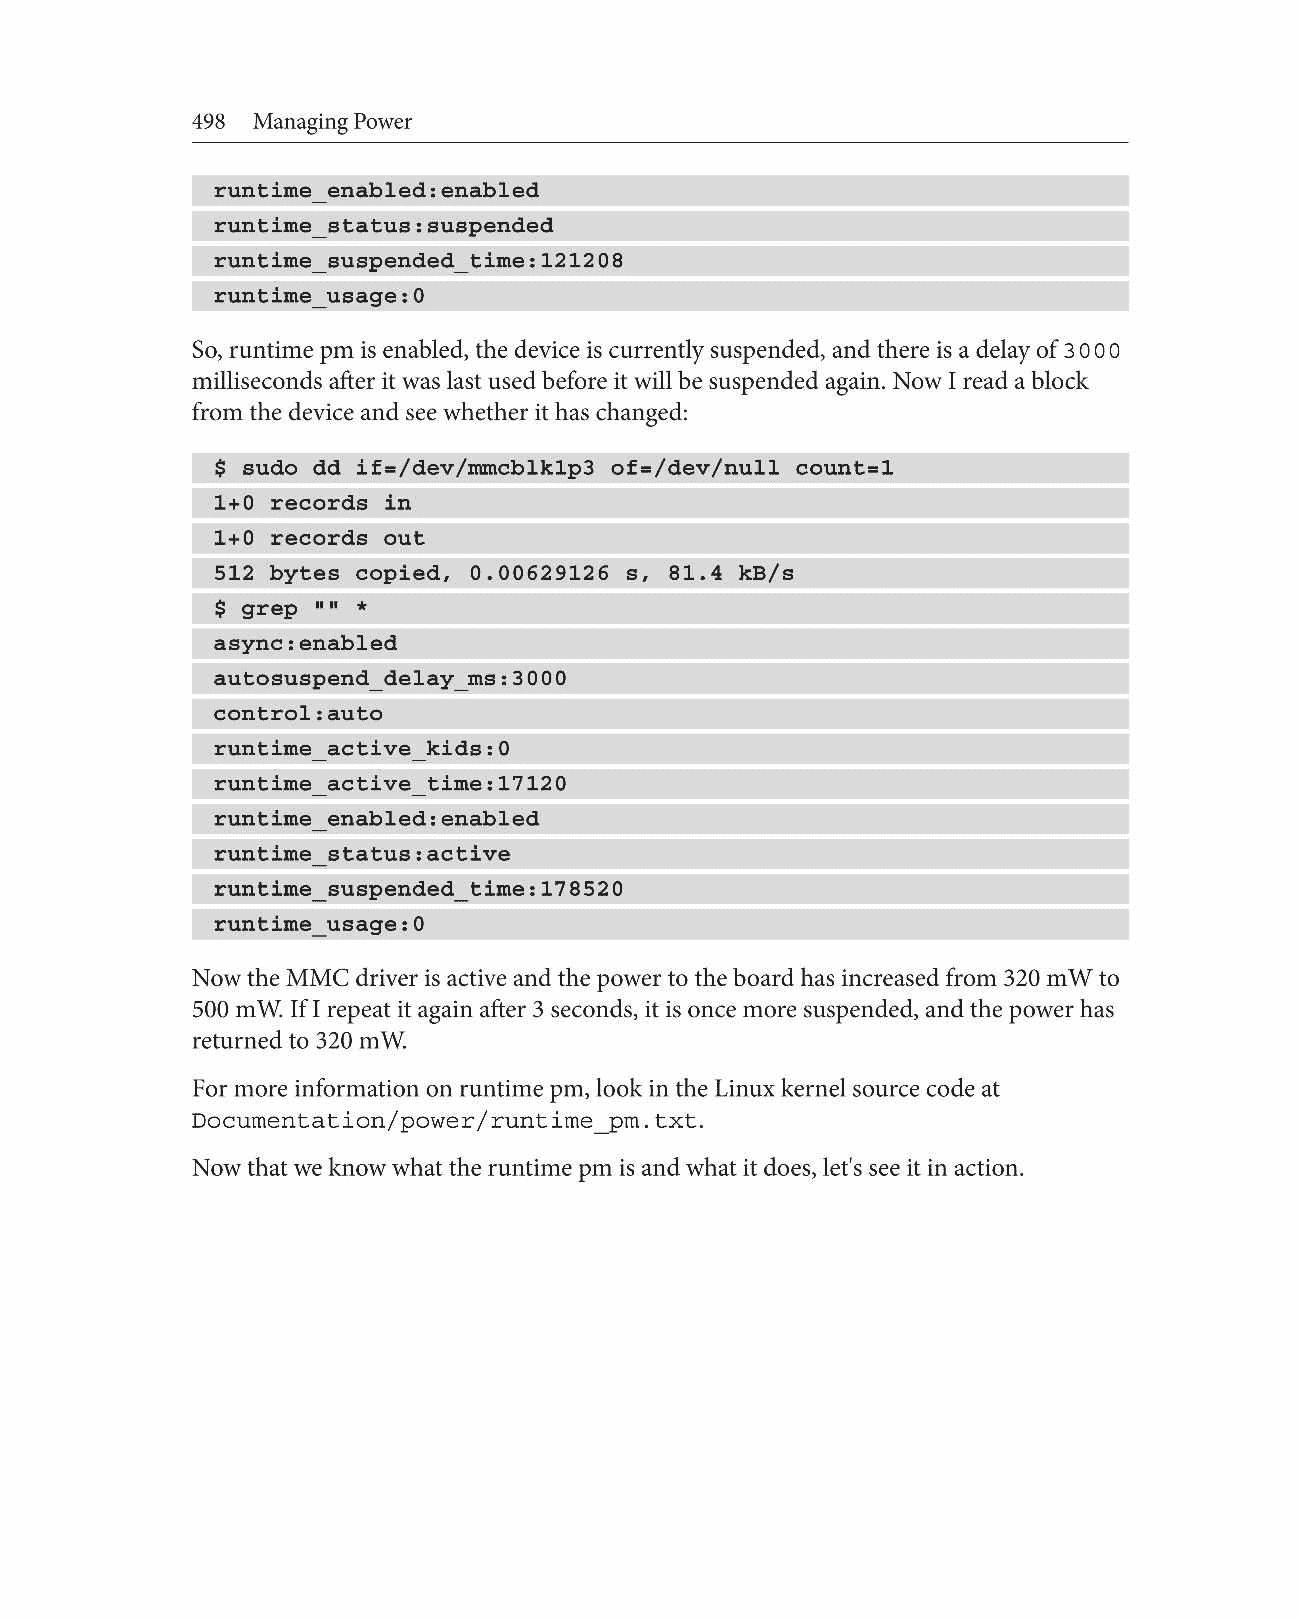 498 Managing Power
runtime_enabled:enabled
runtime_status:suspended
runtime_suspended_time:121208
runtime_usage:0
So, runtime pm is enabled, the device is currently suspended, and there is a delay of 3000
milliseconds after it was last used before it will be suspended again. Now I read a block
from the device and see whether it has changed:
$ sudo dd if=/dev/mmcblk1p3 of=/dev/null count=1
1+0 records in
1+0 records out
512 bytes copied, 0.00629126 s, 81.4 kB/s
$ grep "" *
async:enabled
autosuspend_delay_ms:3000
control:auto
runtime_active_kids:0
runtime_active_time:17120
runtime_enabled:enabled
runtime_status:active
runtime_suspended_time:178520
runtime_usage:0
Now the MMC driver is active and the power to the board has increased from 320 mW to
500 mW. If I repeat it again after 3 seconds, it is once more suspended, and the power has
returned to 320 mW.
For more information on runtime pm, look in the Linux kernel source code at
Documentation/power/runtime_pm.txt.
Now that we know what the runtime pm is and what it does, let's see it in action.